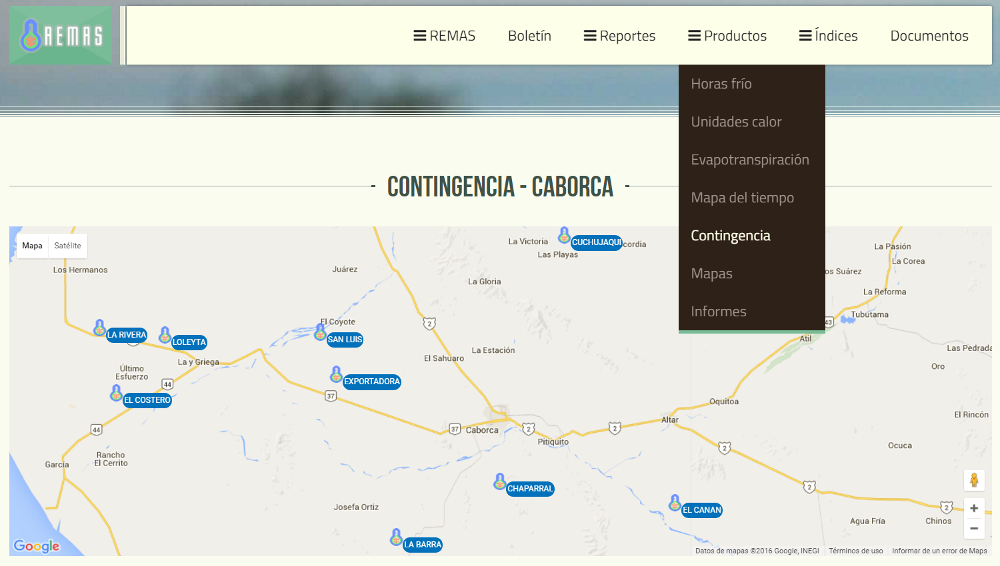 REMAS
REMAS
Boletín
Reportes
Productos
Índices
Documentos
Horas frío
Unidades calor
Evapotranspiración
Mapa del tiempo
Contingencia
Mapas
Informes
CONTINGENCIA - CABORCA
Mapa
Satélite
La Victoria
CUCHUJAQUI
cordia
Las Playas
La Pasión
La Corea
Los Hermanos
Juárez
La Gloria
os Suárez
La Reforma
Tubutama
El Coyote
2
43
LA RIVERA
LOLEYTA
SAN LUIS
Atil
La Estación
Las Pedrada
La y Griega
El Sahuaro
Oro
Último
Esfuerzo
EXPORTADORA
44
EL COSTERO
37
Oquitoa
El Rincón
Altar
44
37
Caborca
2
2
Pitiquito
Ocuca
2
Rancho
El Cerrito
García
CHAPARRAL
2
Josefa Ortiz
EL CANAN
2
Agua Fría
Chinos
LA BARRA
Google
Datos de mapas ©2016 Google, INEGI
Términos de uso
Informar de un error de Maps